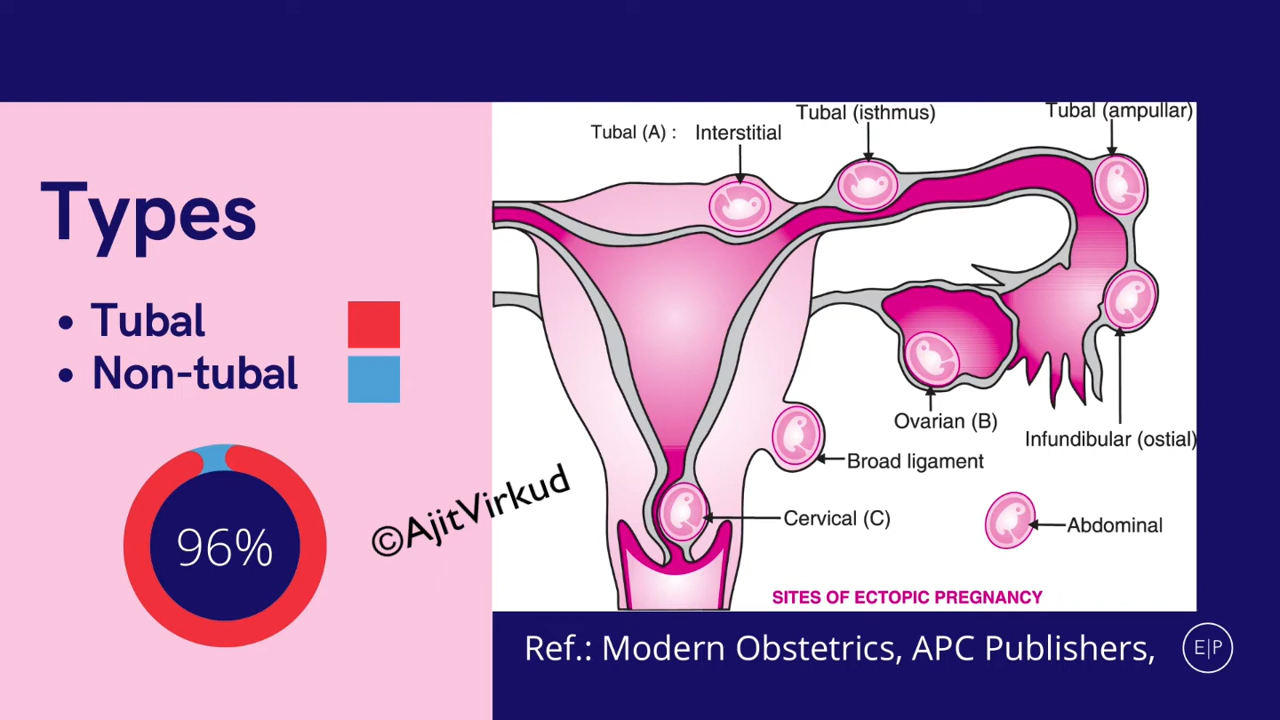 Types
• Tubal
• Non-tubal
96%
©AjitVirkud
Tubal (A) : Interstitial
Tubal (isthmus)
Tubal (ampullar)
Ovarian (B)
Infundibular (ostial)
Broad ligament
Cervical (C)
Abdominal
SITES OF ECTOPIC PREGNANCY
Ref.: Modern Obstetrics, APC Publishers,
E|P